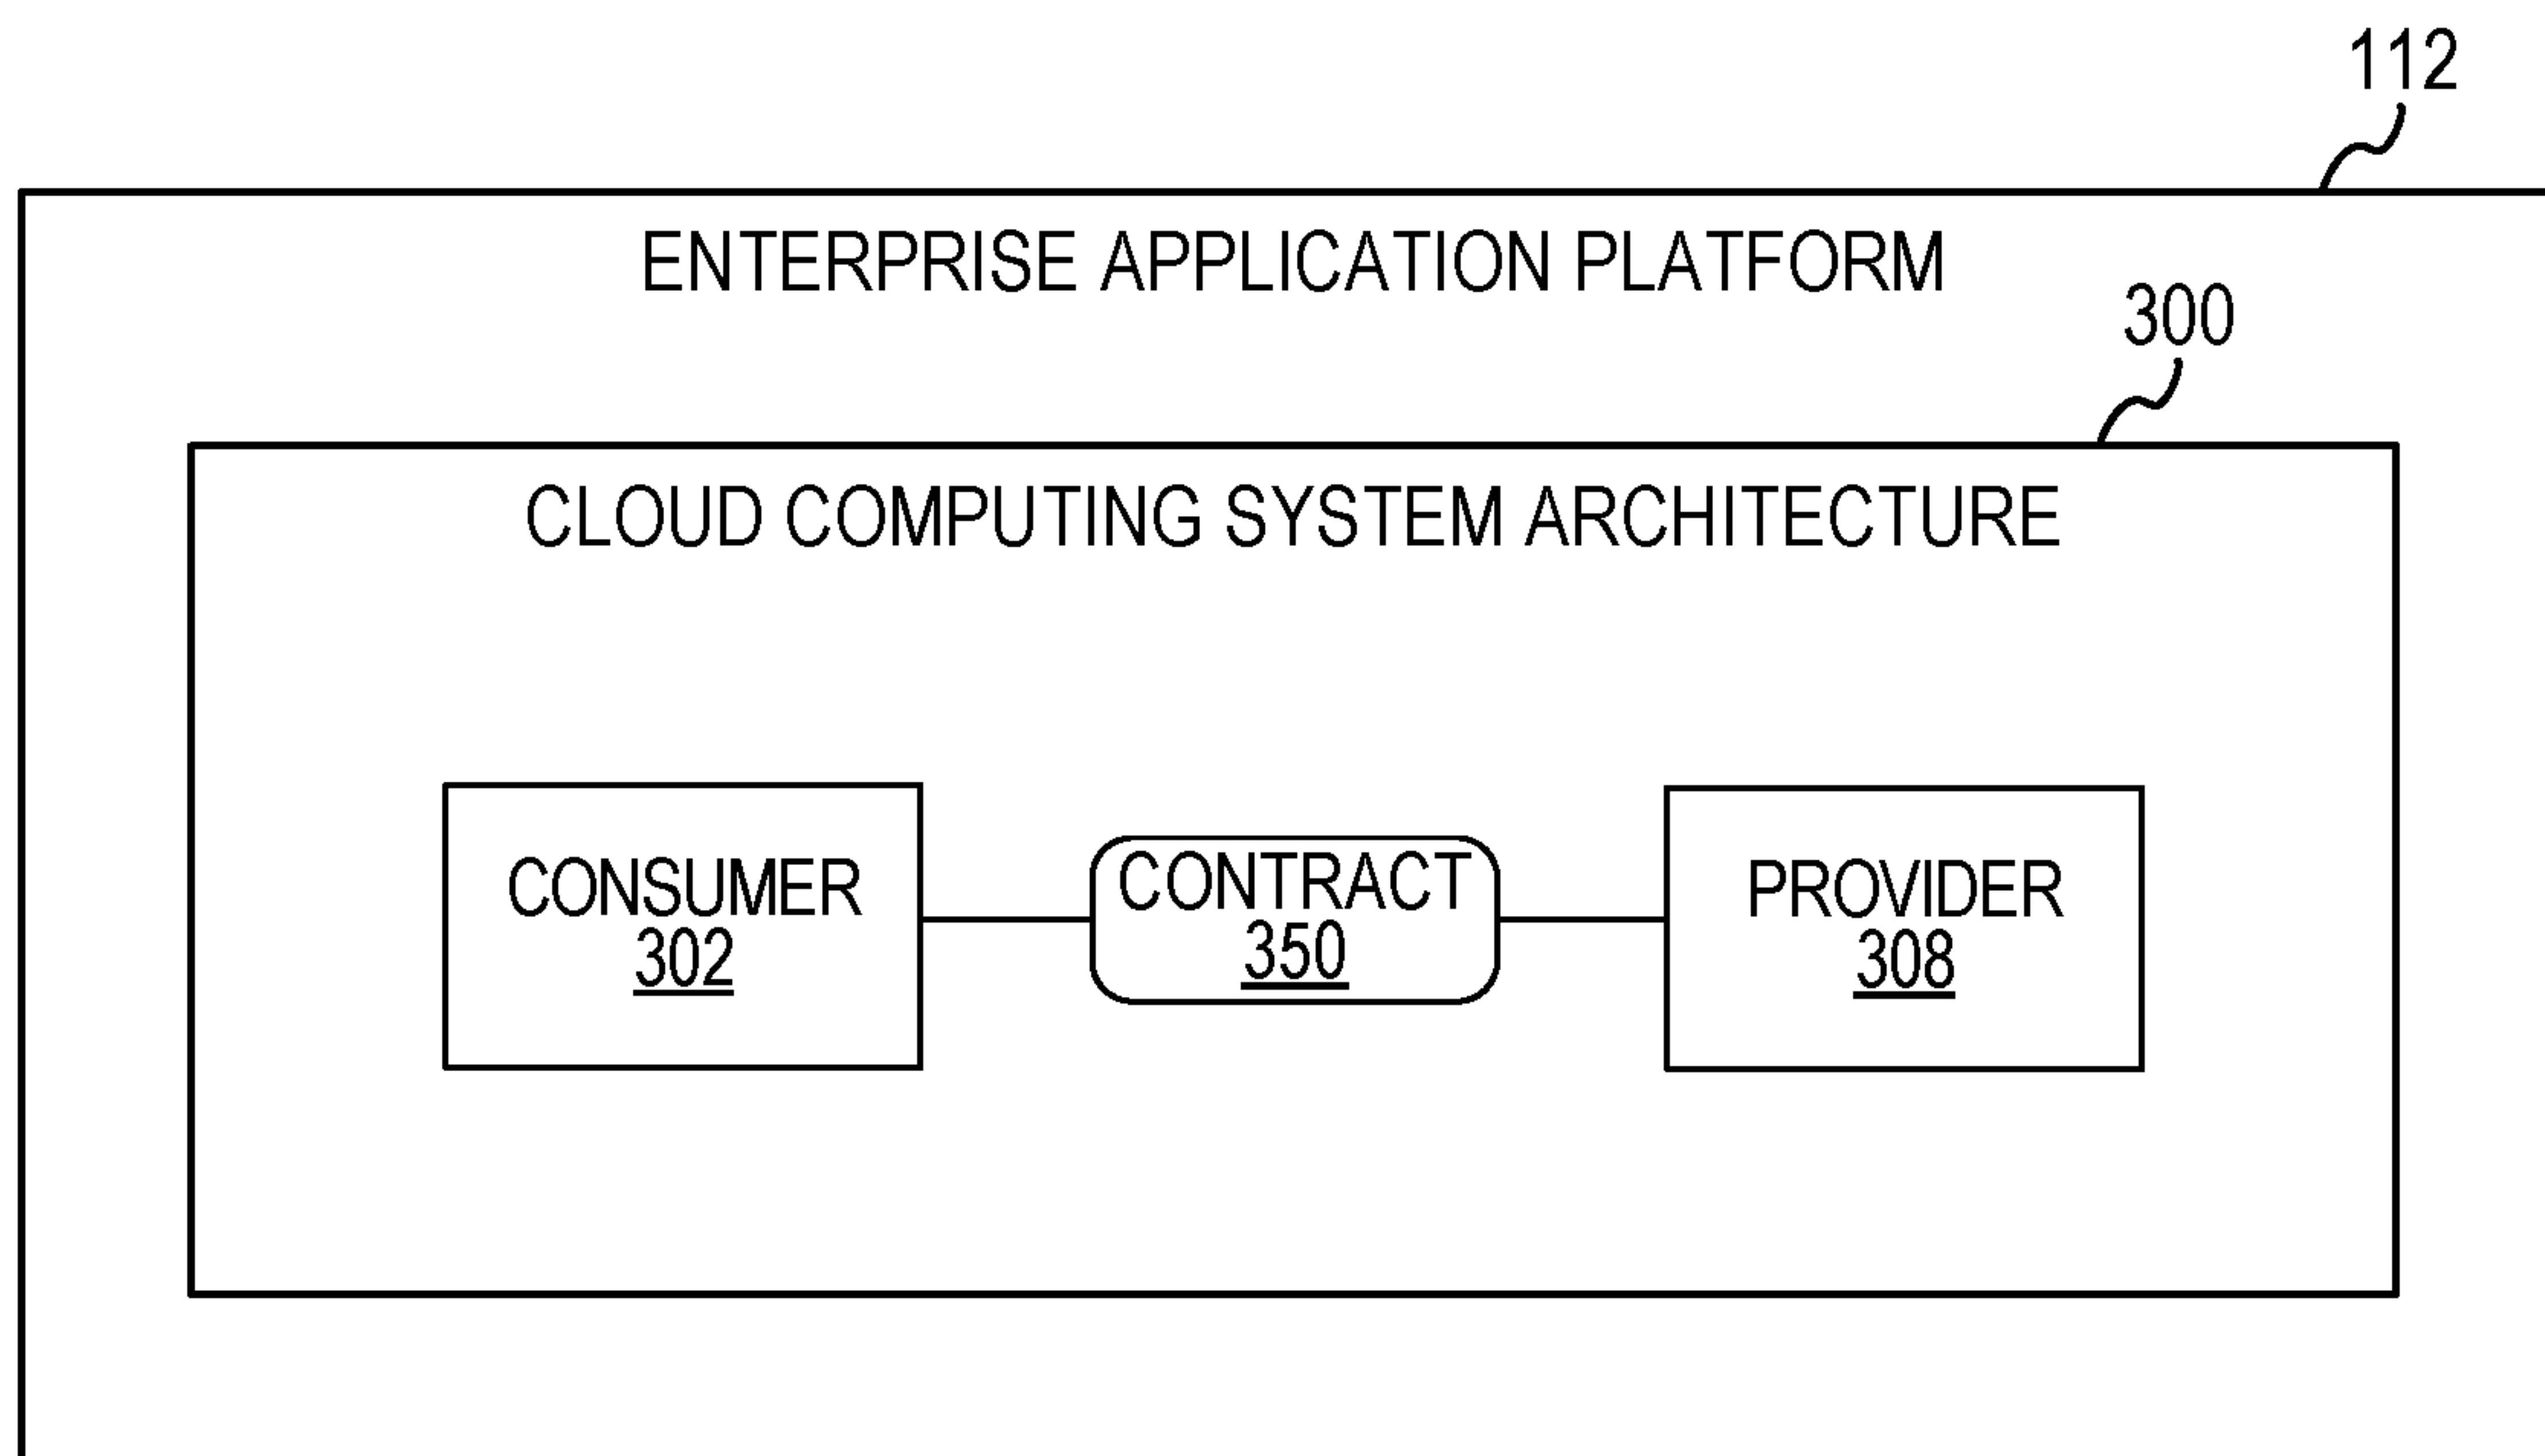 112
ENTERPRISE APPLICATION PLATFORM
300
CLOUD COMPUTING SYSTEM ARCHITECTURE
CONSUMER
302
CONTRACT
350
PROVIDER
308